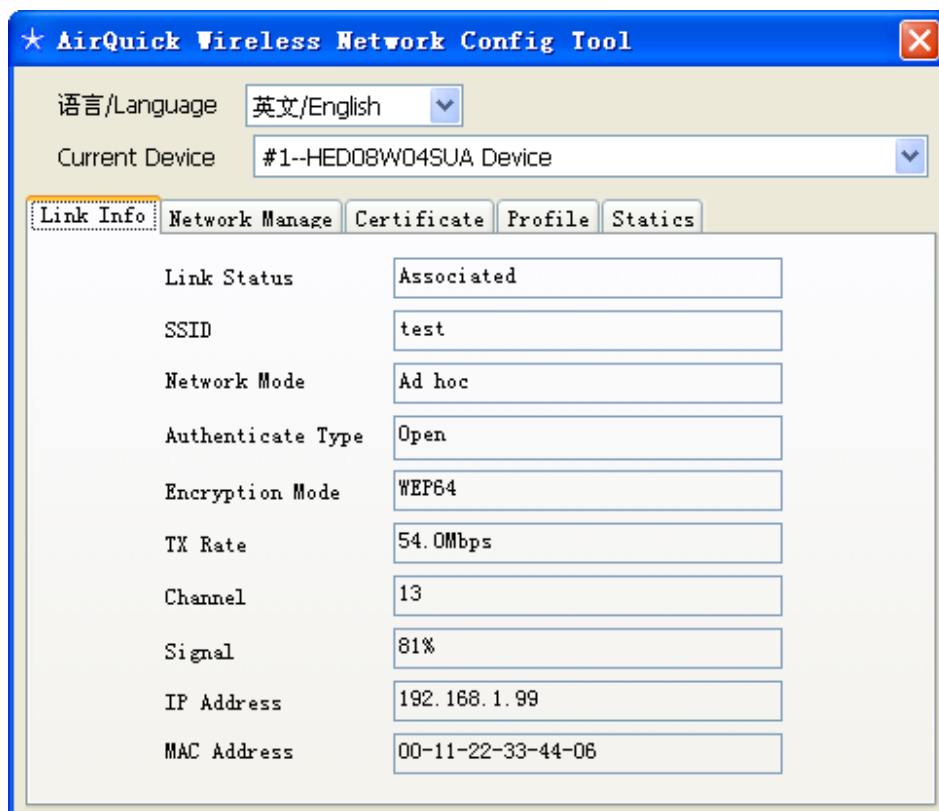 AirQuick Wireless Network Config Tool
语言/Language 英文/English
Current Device #1--HED08W04SUA Device
Link Info Network Manage Certificate Profile Statics
Link Status Associated
SSID test
Network Mode Ad hoc
Authenticate Type Open
Encryption Mode WEP64
TX Rate 54.0Mbps
Channel 13
Signal 81%
IP Address 192.168.1.99
MAC Address 00-11-22-33-44-06